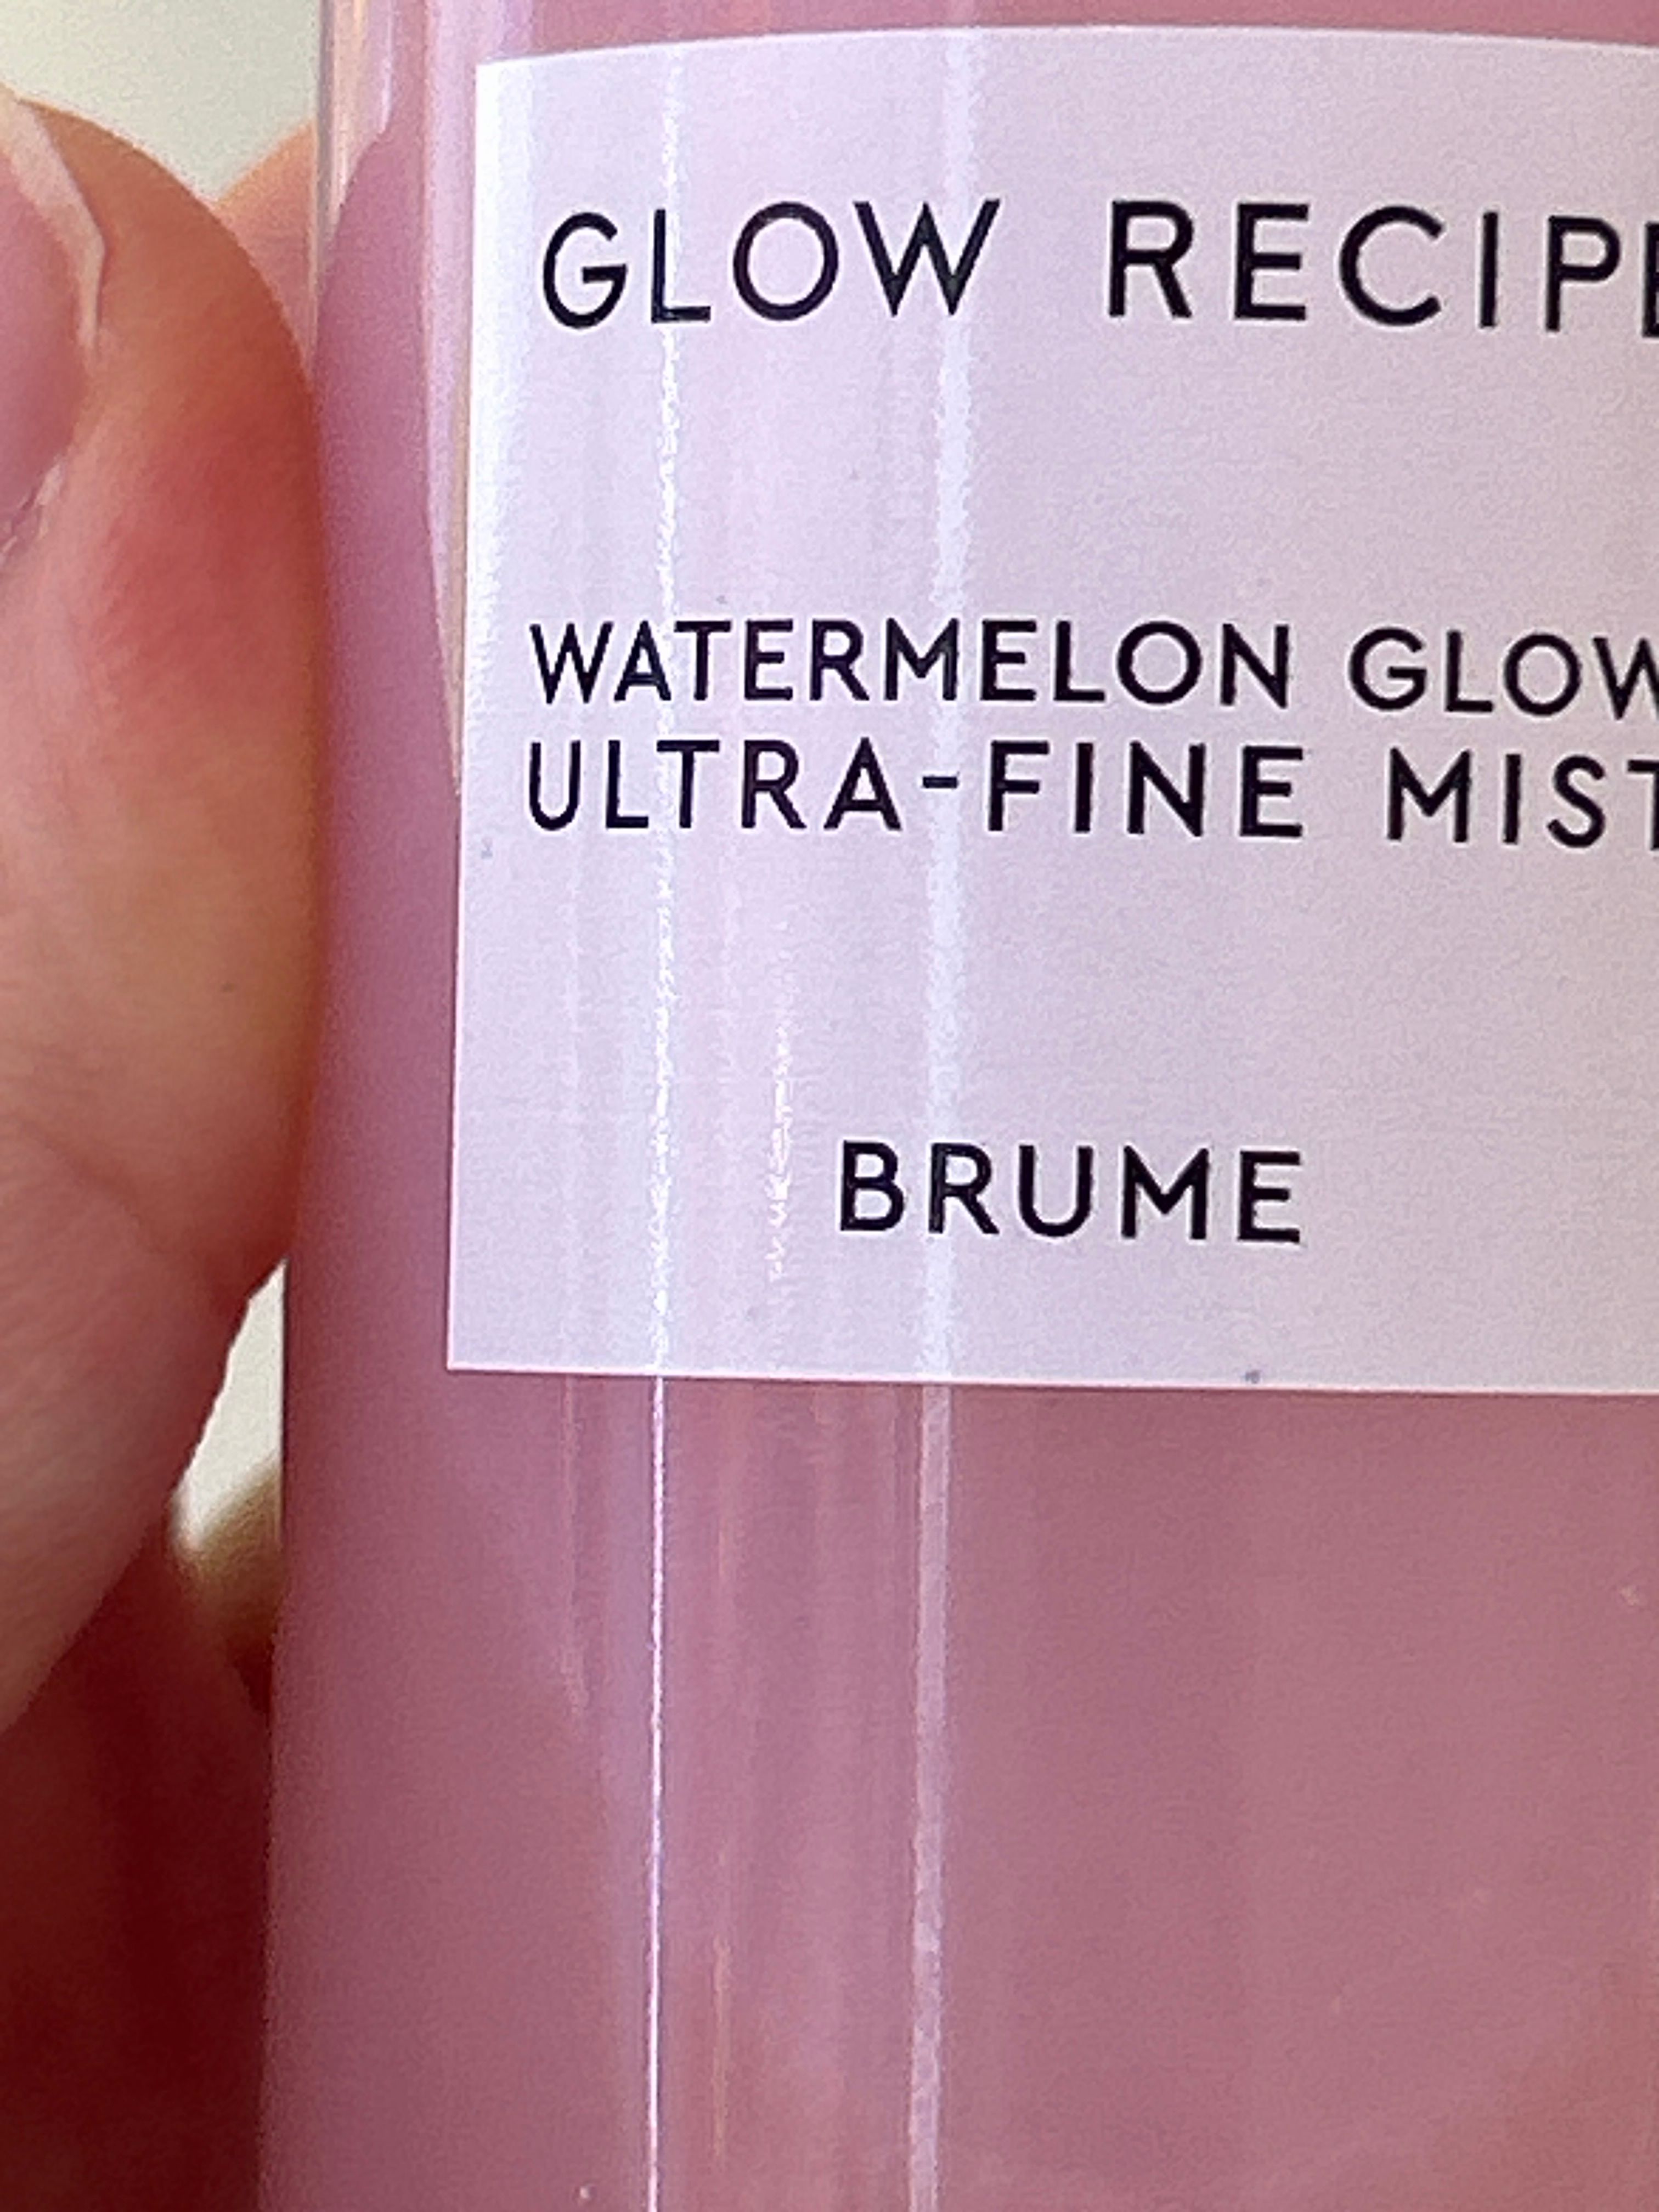 GLOW RECIPE
WATERMELON GLOW
ULTRA-FINE MIST
BRUME